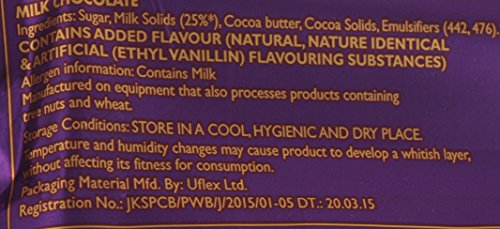 MILK CHOCOLATE
Ingredients: Sugar, Milk Solids (25%*), Cocoa butter, Cocoa Solids, Emulsifiers (442, 476).
CONTAINS ADDED FLAVOUR (NATURAL, NATURE IDENTICAL
& ARTIFICIAL (ETHYL VANILLIN) FLAVOURING SUBSTANCES)
Allergen information: Contains Milk
Manufactured on equipment that also processes products containing
tree nuts and wheat.
Storage Conditions: STORE IN A COOL, HYGIENIC AND DRY PLACE.
Temperature and humidity changes may cause product to develop a whitish layer,
without affecting its fitness for consumption.
Packaging Material Mfd. By: Uflex Ltd.
Registration No.: JKSPCB/PWB/J/2015/01-05 DT.: 20.03.15